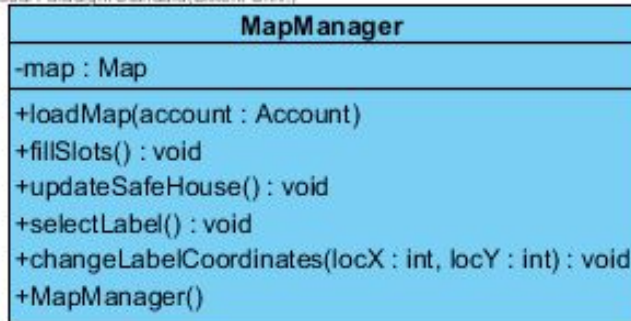 MapManager
-map : Map
+loadMap(account : Account)
+fillSlots() : void
+updateSafeHouse() : void
+selectLabel() : void
+changeLabelCoordinates(locX : int, locY : int) : void
+MapManager()